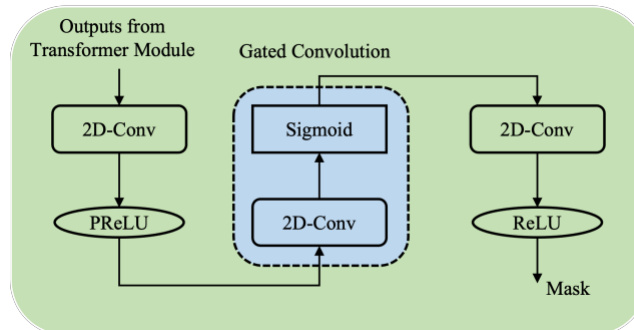 Outputs from
Transformer Module
2D-Conv
PReLU
Gated Convolution
Sigmoid
2D-Conv
2D-Conv
ReLU
Mask